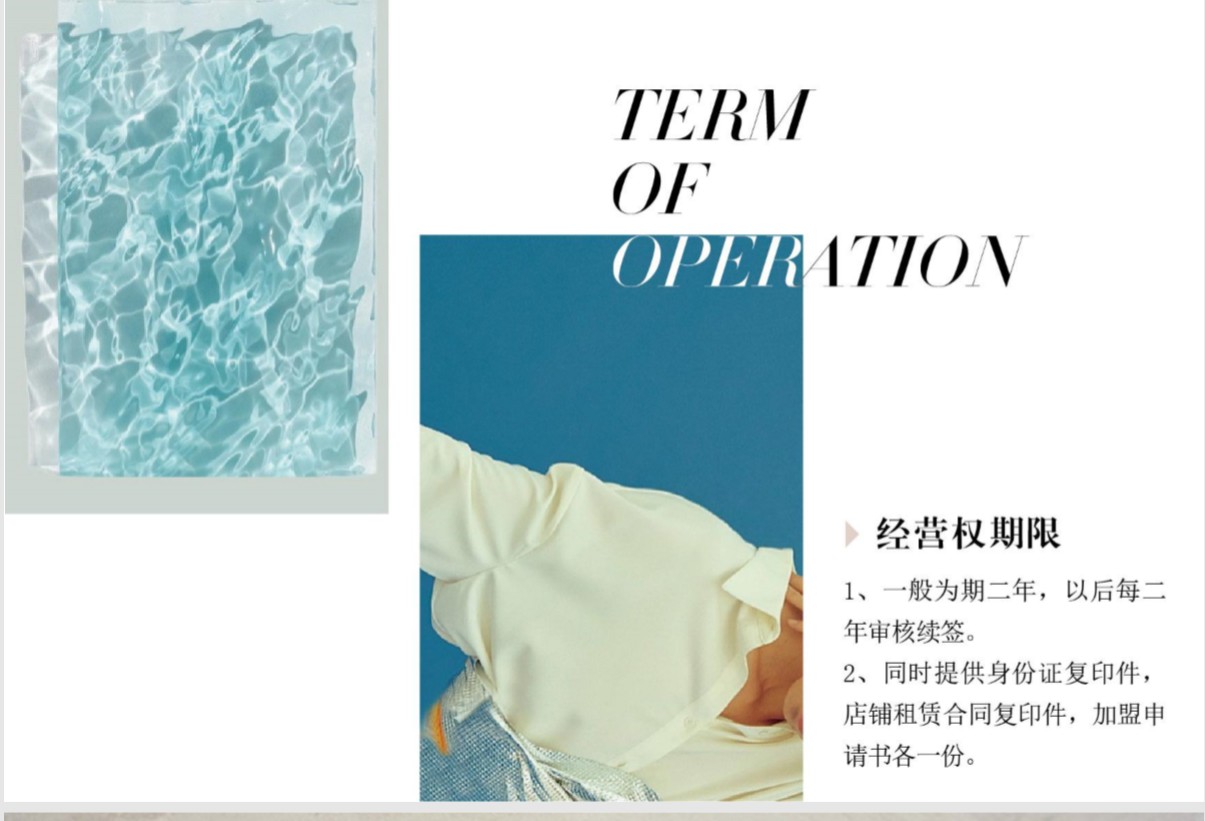 TERM
OF
OPERATION
经营权期限
1、一般为期二年，以后每二
年审核续签。
2、同时提供身份证复印件，
店铺租赁合同复印件，加盟申
请书各一份。